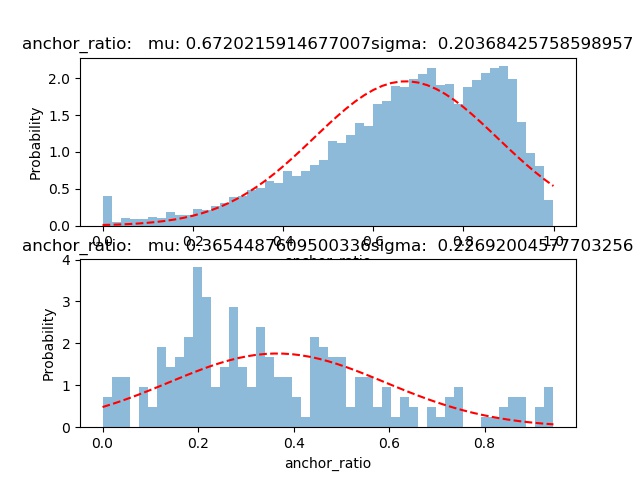 anchor_ratio: mu: 0.6720215914677007sigma: 0.20368425758598957
Probability
2.0
1.5
1.0
0.5
0.0
0.0 0.2 0.4 0.6 0.8 1.0
anchor_ratio
anchor_ratio: mu: 0.3654487609500336sigma: 0.22692004577703256
Probability
4
3
2
1
0
0.0 0.2 0.4 0.6 0.8
anchor_ratio